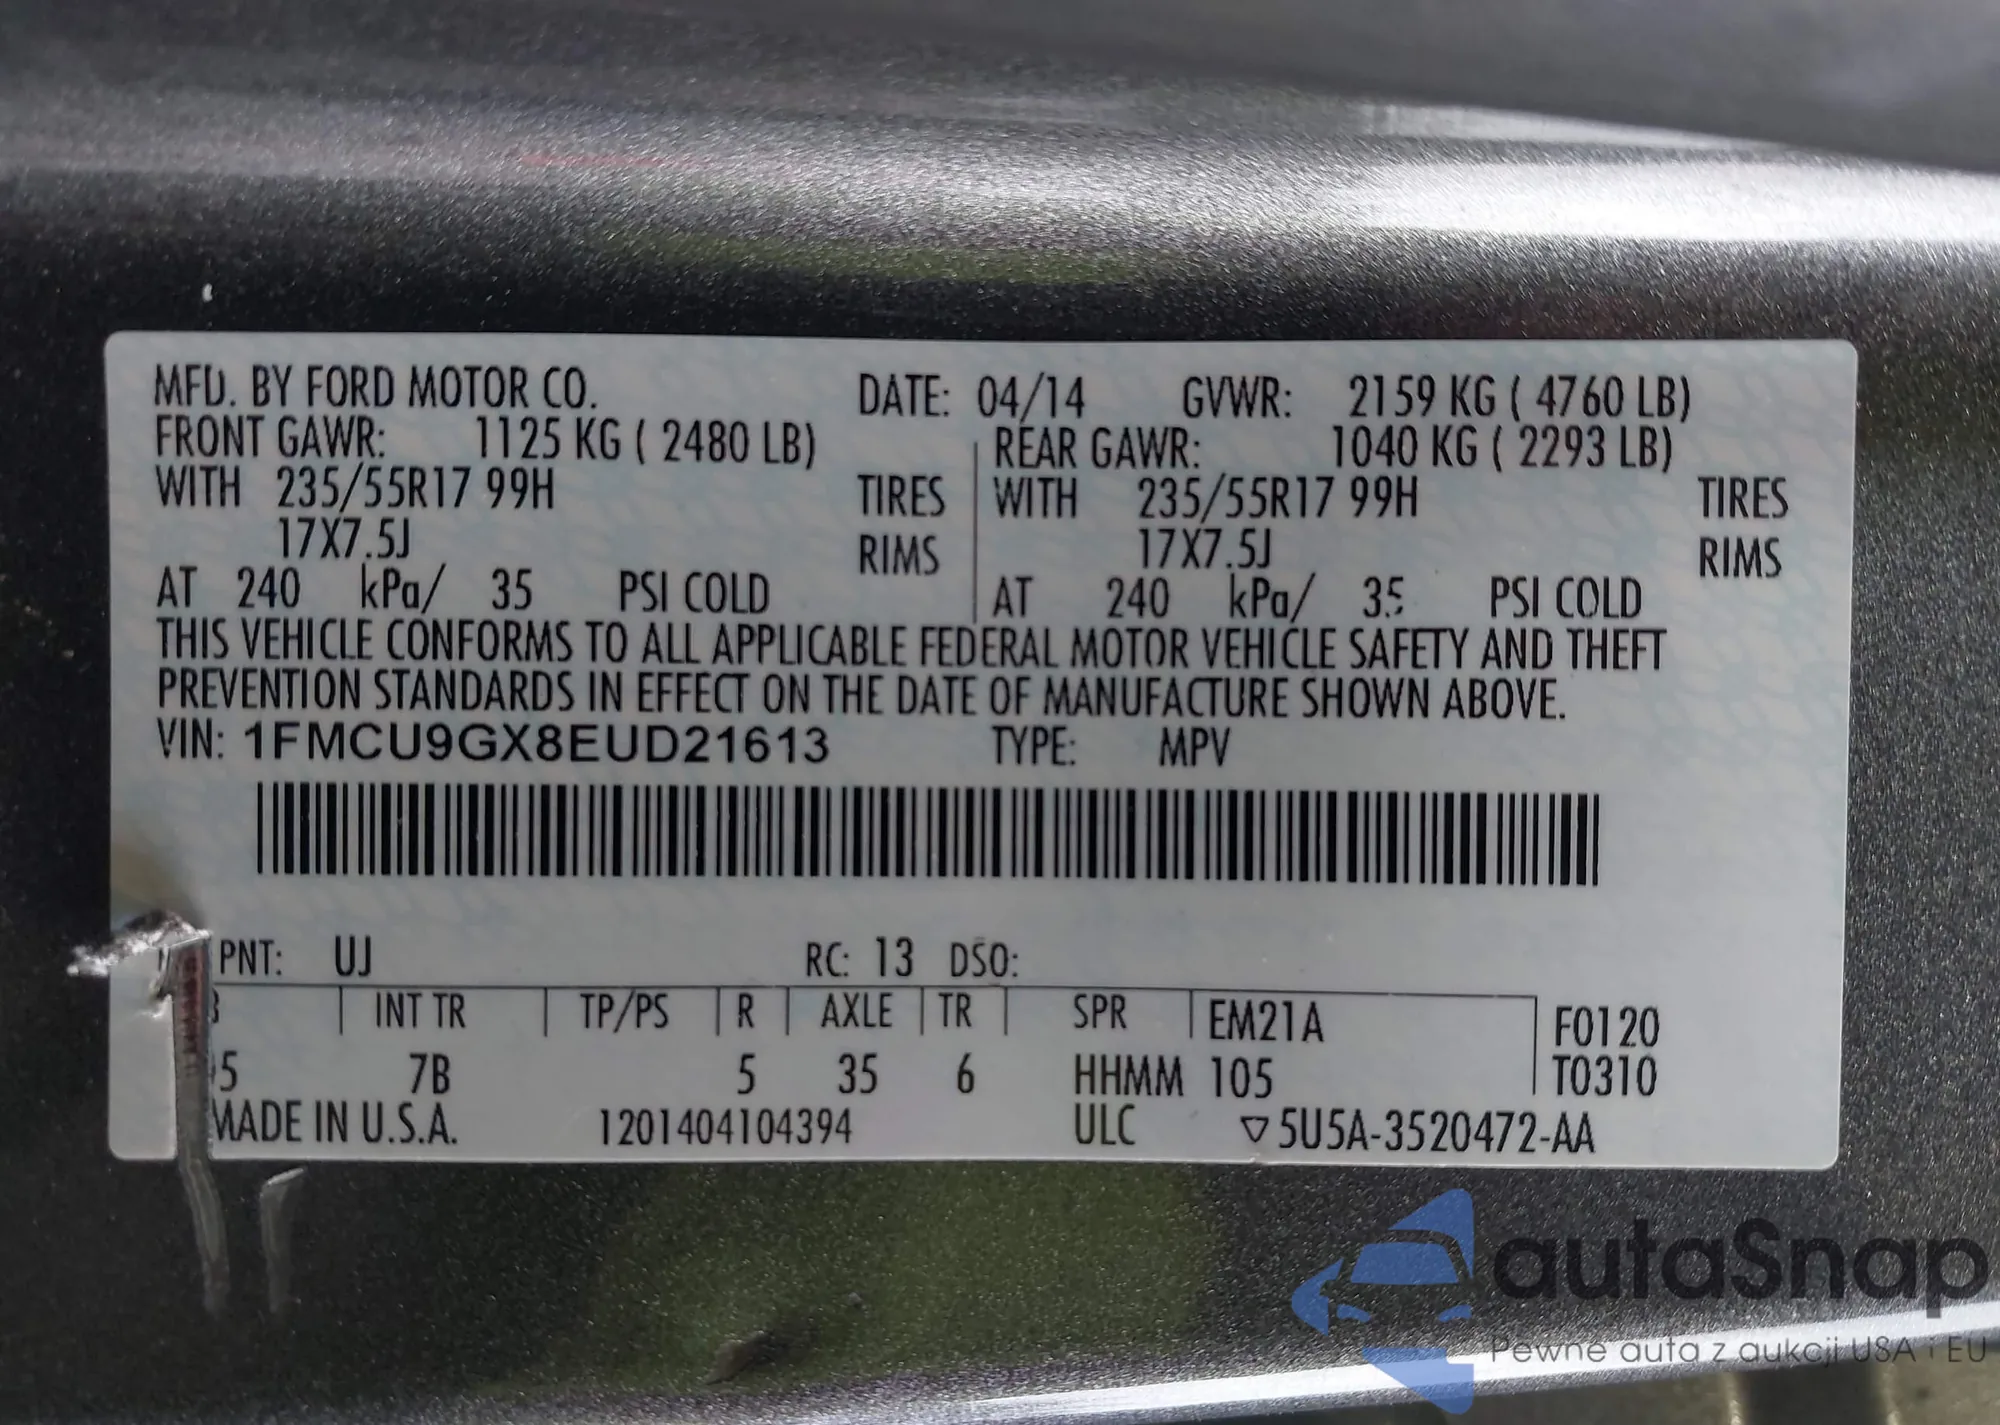 MFD. BY FORD MOTOR CO. DATE: 04/14 GVWR: 2159 KG ( 4760 LB)
FRONT GAWR: 1125 KG ( 2480 LB) REAR GAWR: 1040 KG ( 2293 LB)
WITH 235/55R17 99H TIRES WITH 235/55R17 99H TIRES
17X7.5J RIMS 17X7.5J RIMS
AT 240 kPa/ 35 PSI COLD AT 240 kPa/ 35 PSI COLD
THIS VEHICLE CONFORMS TO ALL APPLICABLE FEDERAL MOTOR VEHICLE SAFETY AND THEFT
PREVENTION STANDARDS IN EFFECT ON THE DATE OF MANUFACTURE SHOWN ABOVE.
VIN: 1FMCU9GX8EUD21613 TYPE: MPV
PNT: UJ RC: 13 DSO:
INT TR TP/PS R AXLE TR SPR EM21A F0120
5 7B 5 35 6 HHMM 105 T0310
MADE IN U.S.A. 1201404104394 ULC ▽5U5A-3520472-AA
autaSnap
Pewne auta z aukcji USA i EU